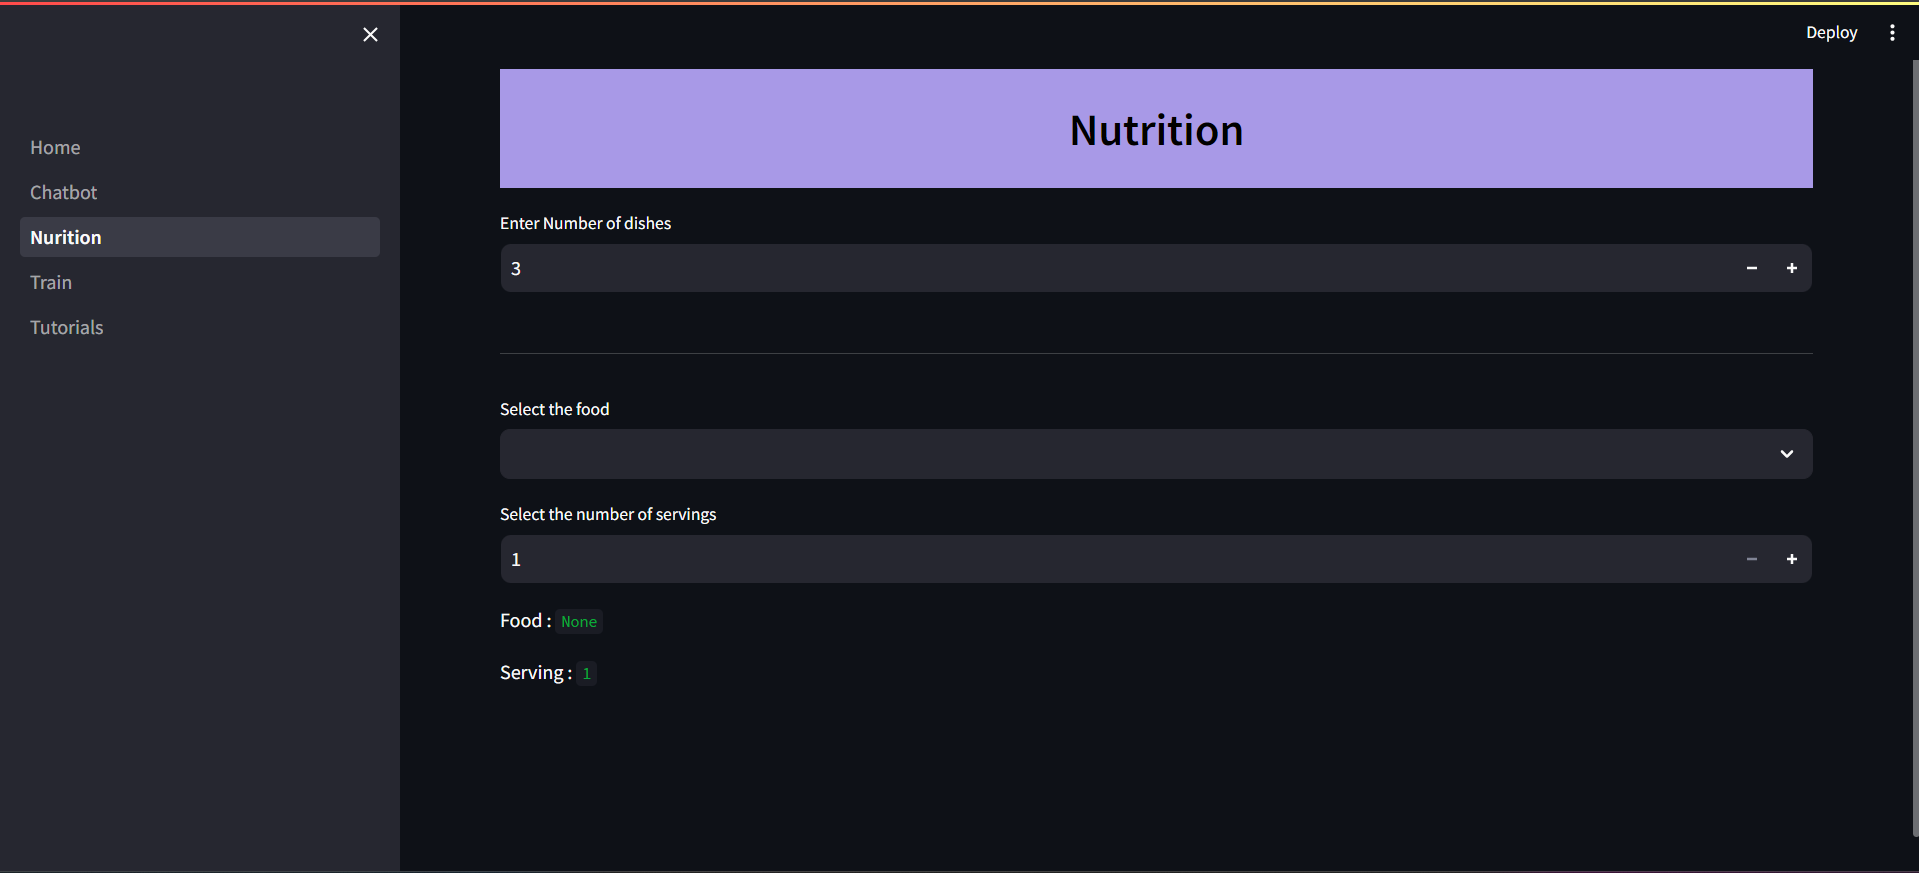 Deploy
Home
Chatbot
Nurition
Train
Tutorials
Nutrition
Enter Number of dishes
3
Select the food
Select the number of servings
1
Food : None
Serving : 1